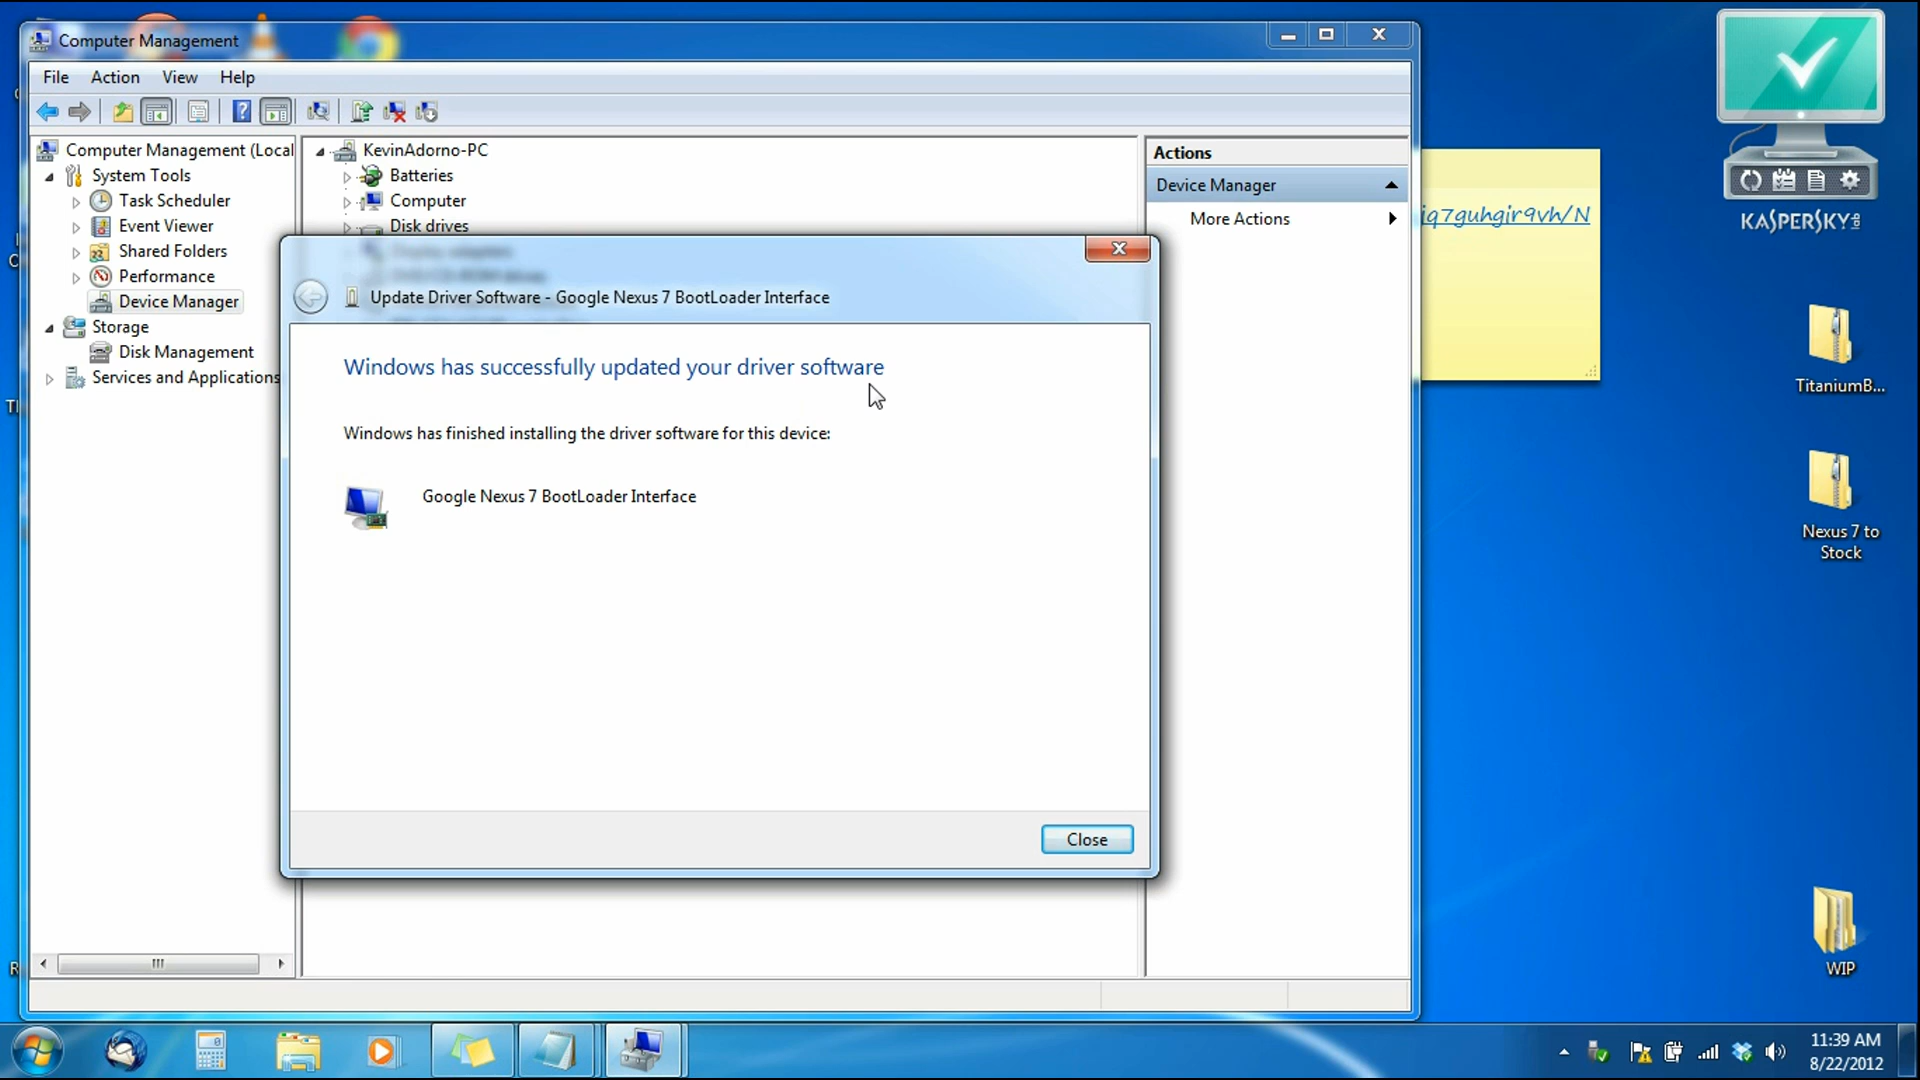 Computer Management
File Action View Help
Computer Management (Local
System Tools
Task Scheduler
Event Viewer
Shared Folders
Performance
Device Manager
Storage
Disk Management
Services and Applications
KevinAdorno-PC
Batteries
Computer
Disk drives
Display adapters
Actions
Device Manager
More Actions
Update Driver Software - Google Nexus 7 BootLoader Interface
Windows has successfully updated your driver software
Windows has finished installing the driver software for this device:
Google Nexus 7 BootLoader Interface
Close
iq7guhgir9vh/N
KASPERSKY LAB
TitaniumB...
Nexus 7 to
Stock
WIP
11:39 AM
8/22/2012